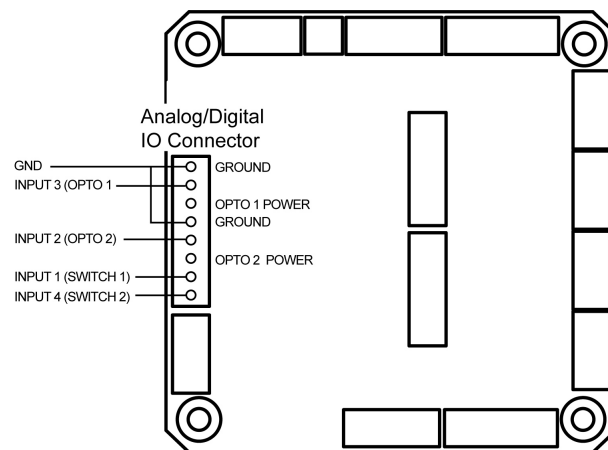 Analog/Digital
IO Connector
GND
GROUND
INPUT 3 (OPTO 1
OPTO 1 POWER
GROUND
INPUT 2 (OPTO 2)
OPTO 2 POWER
INPUT 1 (SWITCH 1)
INPUT 4 (SWITCH 2)